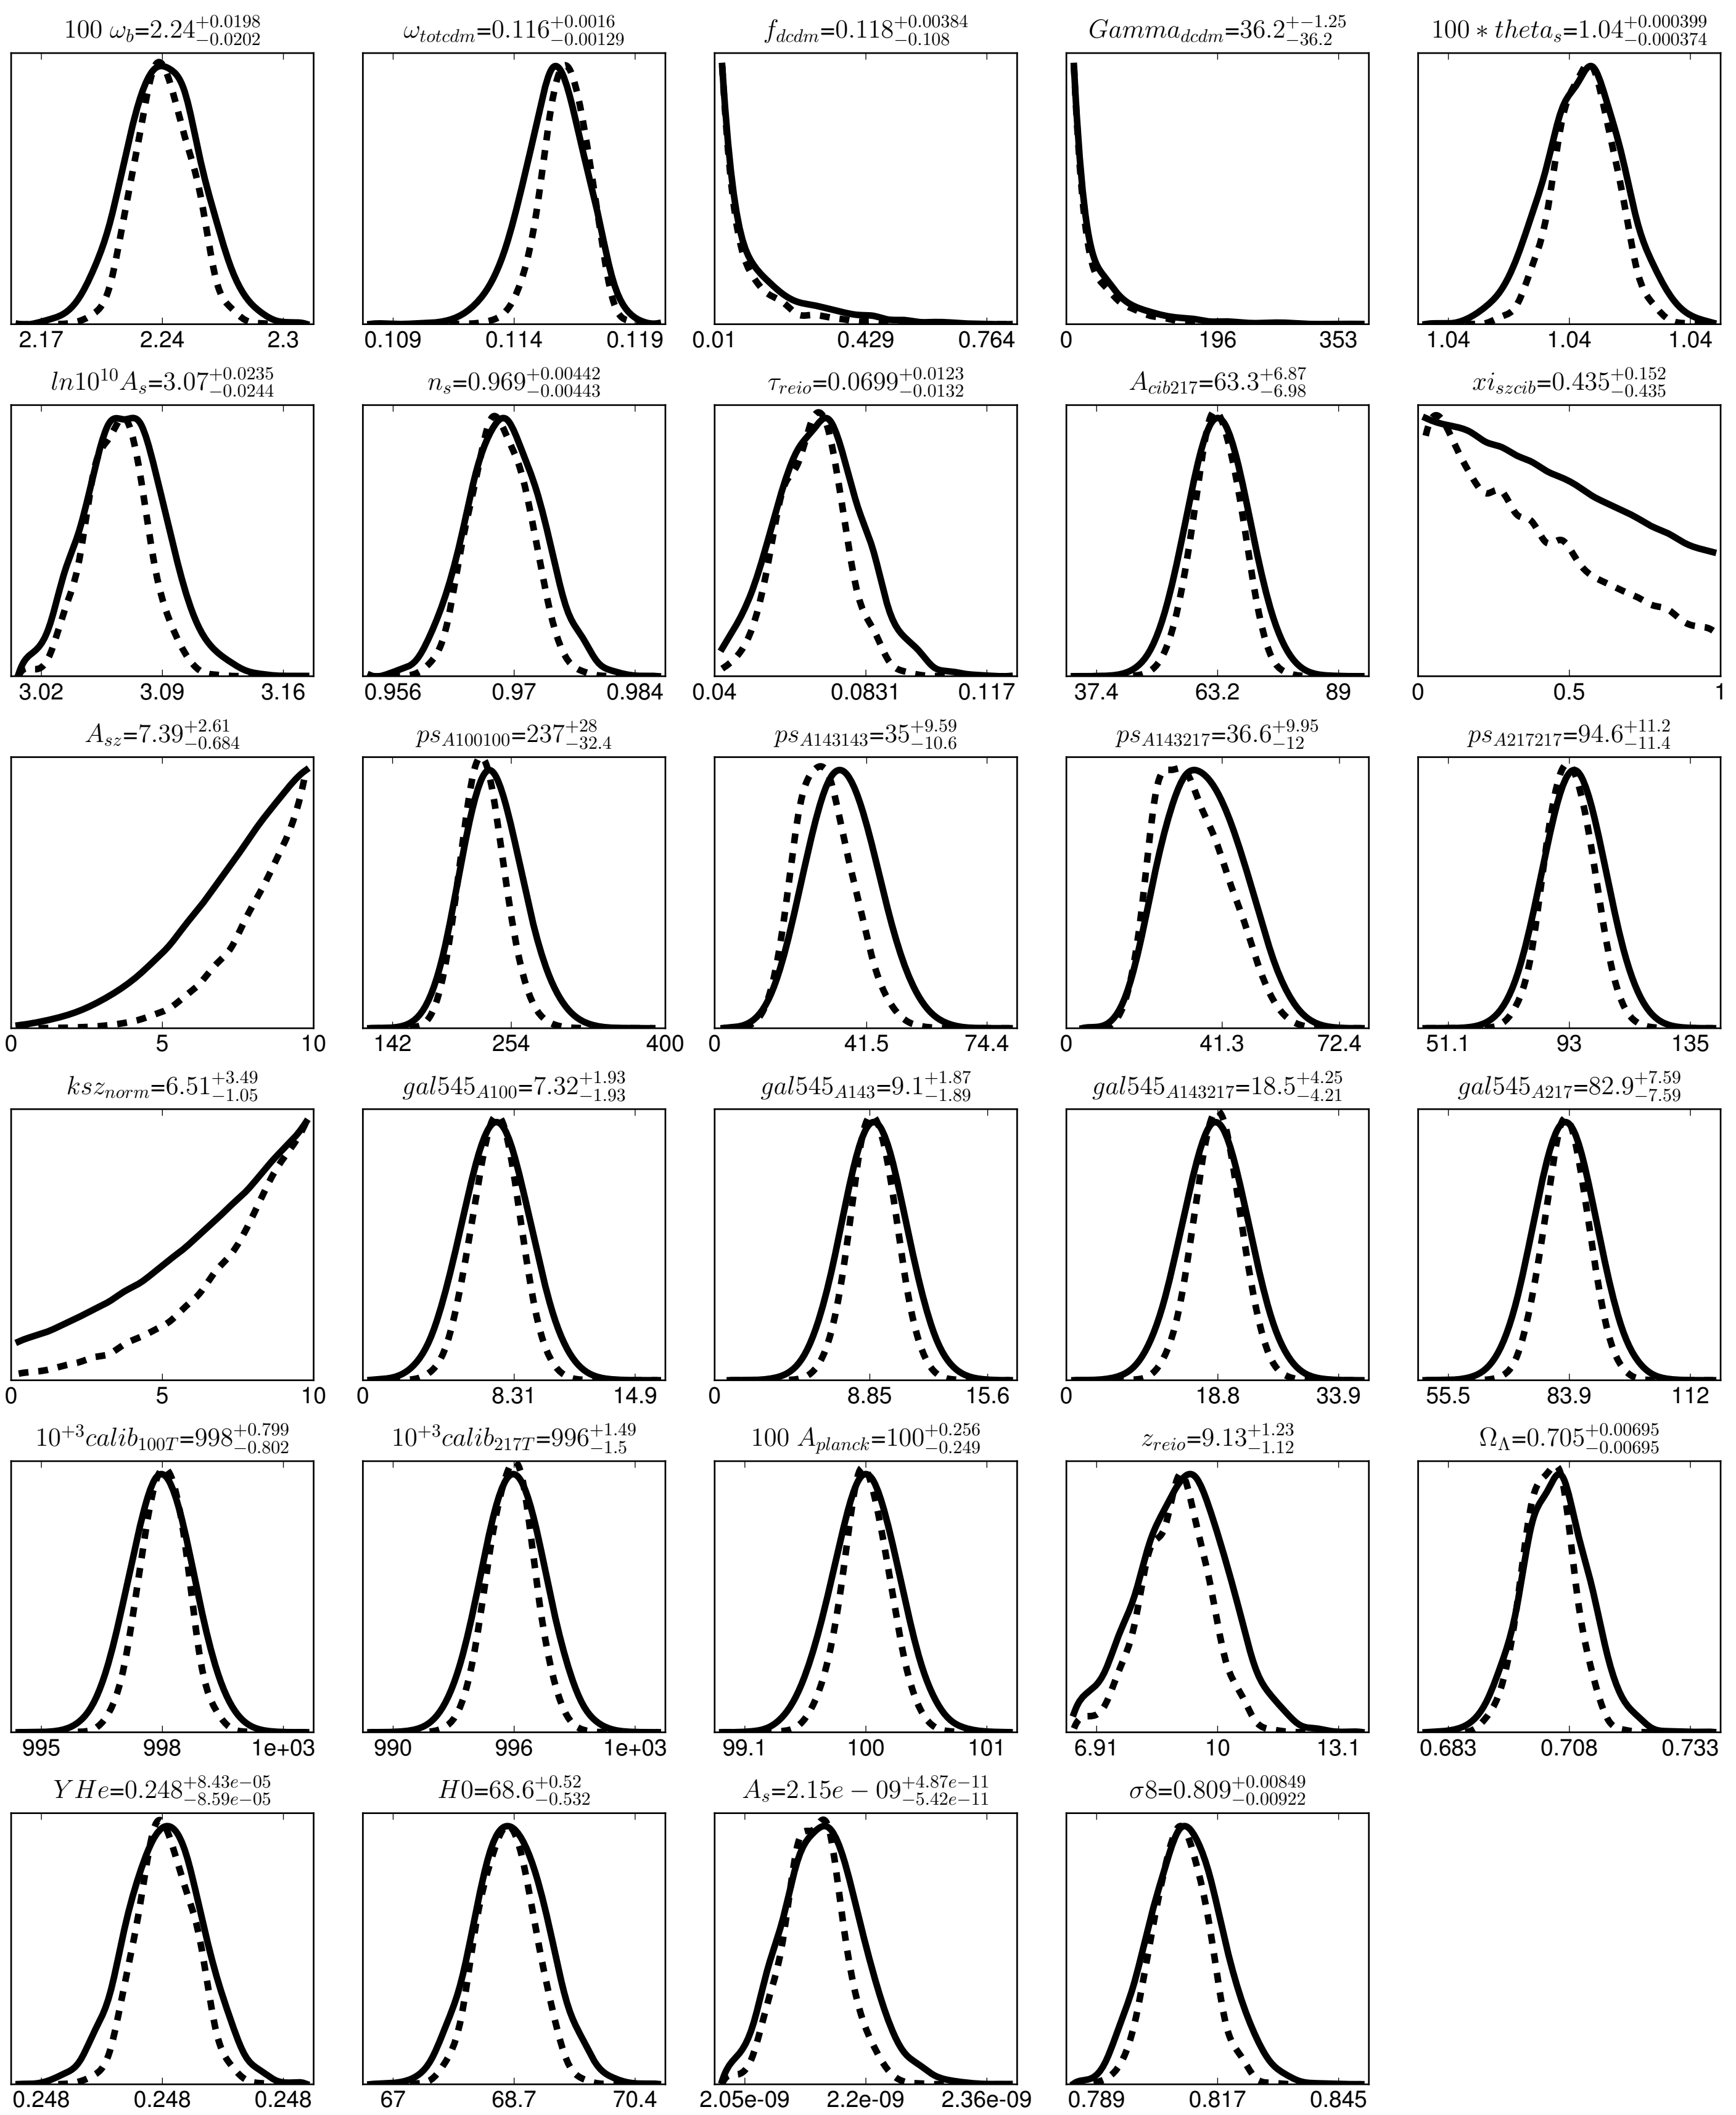 100 ω_b=2.24^{+0.0198}_{-0.0202} ω_{totcdm}=0.116^{+0.0016}_{-0.00129} f_{dcdm}=0.118^{+0.00384}_{-0.108} Gamma_{dcdm}=36.2^{+-1.25}_{-36.2} 100 * theta_s=1.04^{+0.000399}_{-0.000374}
2.17 2.24 2.3 0.109 0.114 0.119 0.01 0.429 0.764 0 196 353 1.04 1.04 1.04
ln10^{10}A_s=3.07^{+0.0235}_{-0.0244} n_s=0.969^{+0.00442}_{-0.00443} τ_{reio}=0.0699^{+0.0123}_{-0.0132} A_{cib217}=63.3^{+6.87}_{-6.98} xi_{szcib}=0.435^{+0.152}_{-0.435}
3.02 3.09 3.16 0.956 0.97 0.984 0.04 0.0831 0.117 37.4 63.2 89 0 0.5 1
A_{sz}=7.39^{+2.61}_{-0.684} ps_{A100100}=237^{+28}_{-32.4} ps_{A143143}=35^{+9.59}_{-10.6} ps_{A143217}=36.6^{+9.95}_{-12} ps_{A217217}=94.6^{+11.2}_{-11.4}
0 5 10 142 254 400 0 41.5 74.4 0 41.3 72.4 51.1 93 135
ksz_{norm}=6.51^{+3.49}_{-1.05} gal545_{A100}=7.32^{+1.93}_{-1.93} gal545_{A143}=9.1^{+1.87}_{-1.89} gal545_{A143217}=18.5^{+4.25}_{-4.21} gal545_{A217}=82.9^{+7.59}_{-7.59}
0 5 10 0 8.31 14.9 0 8.85 15.6 0 18.8 33.9 55.5 83.9 112
10^{+3}calib_{100T}=998^{+0.799}_{-0.802} 10^{+3}calib_{217T}=996^{+1.49}_{-1.5} 100 A_{planck}=100^{+0.256}_{-0.249} z_{reio}=9.13^{+1.23}_{-1.12} Ω_Λ=0.705^{+0.00695}_{-0.00695}
995 998 1e+03 990 996 1e+03 99.1 100 101 6.91 10 13.1 0.683 0.708 0.733
YHe=0.248^{+8.43e-05}_{-8.59e-05} H0=68.6^{+0.52}_{-0.532} A_s=2.15e-09^{+4.87e-11}_{-5.42e-11} σ8=0.809^{+0.00849}_{-0.00922}
0.248 0.248 0.248 67 68.7 70.4 2.05e-09 2.2e-09 2.36e-09 0.789 0.817 0.845